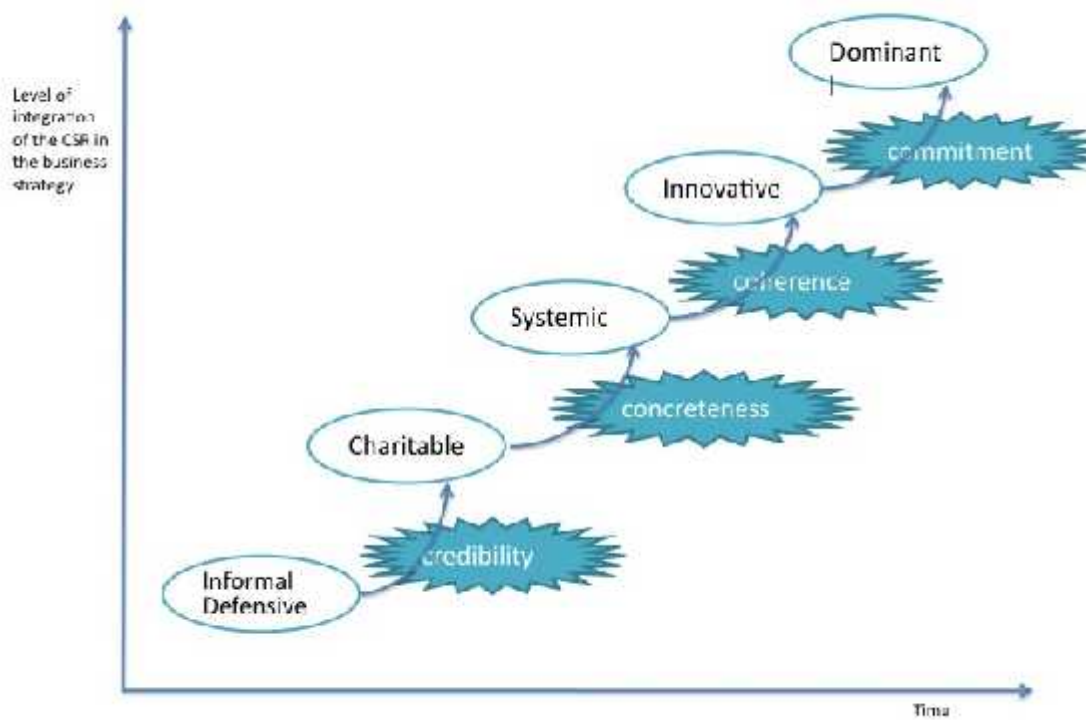 Dominant
Level of
integration
of the CSR in
the business
strategy
commitment
Innovative
coherence
Systemic
concreteness
Charitable
credibility
Informal
Defensive
Time